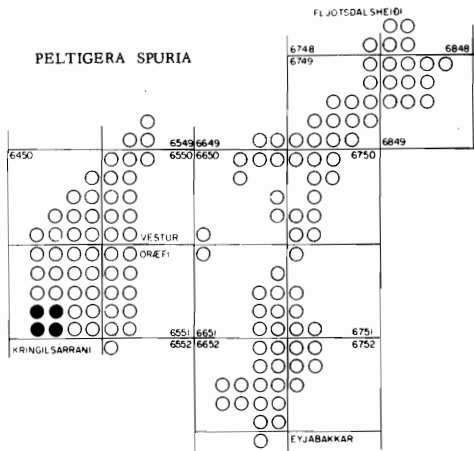 FLJOTSDALSHEIÐI
PELTIGERA SPURIA
6748 6848
6749
6549 6649
6450 6550 6650 6750 6849
VESTUR
ORÆFI
6551 6651 6751
KRINGILSARRANI 6552 6652 6752
EYJABAKKAR